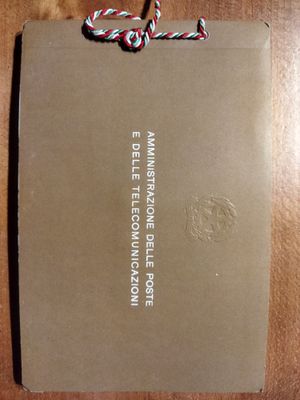 AMMINISTRAZIONE DELLE POSTE
E DELLE TELECOMUNICAZIONI